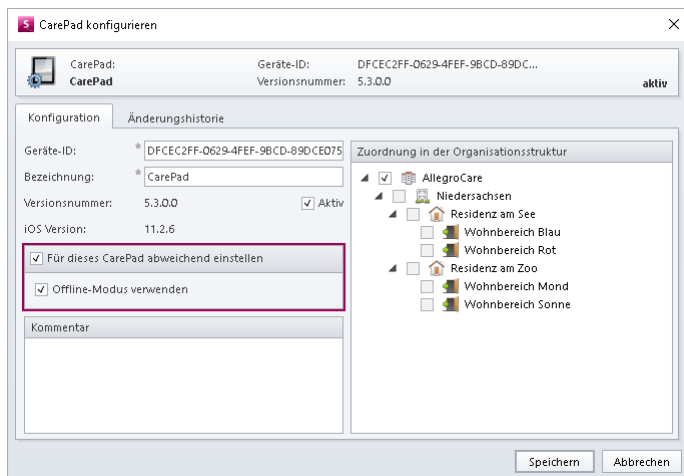 S CarePad konfigurieren
CarePad: Geräte-ID: DFCEC2FF-0629-4FEF-9BCD-89DC...
CarePad Versionsnummer: 5.3.0.0 aktiv
Konfiguration Änderungshistorie
Geräte-ID: * DFCEC2FF-0629-4FEF-9BCD-89DCE075
Bezeichnung: * CarePad
Versionsnummer: 5.3.0.0 Aktiv
iOS Version: 11.2.6
Für dieses CarePad abweichend einstellen
Offline-Modus verwenden
Kommentar
Zuordnung in der Organisationsstruktur
AllegroCare
Niedersachsen
Residenz am See
Wohnbereich Blau
Wohnbereich Rot
Residenz am Zoo
Wohnbereich Mond
Wohnbereich Sonne
Speichern Abbrechen